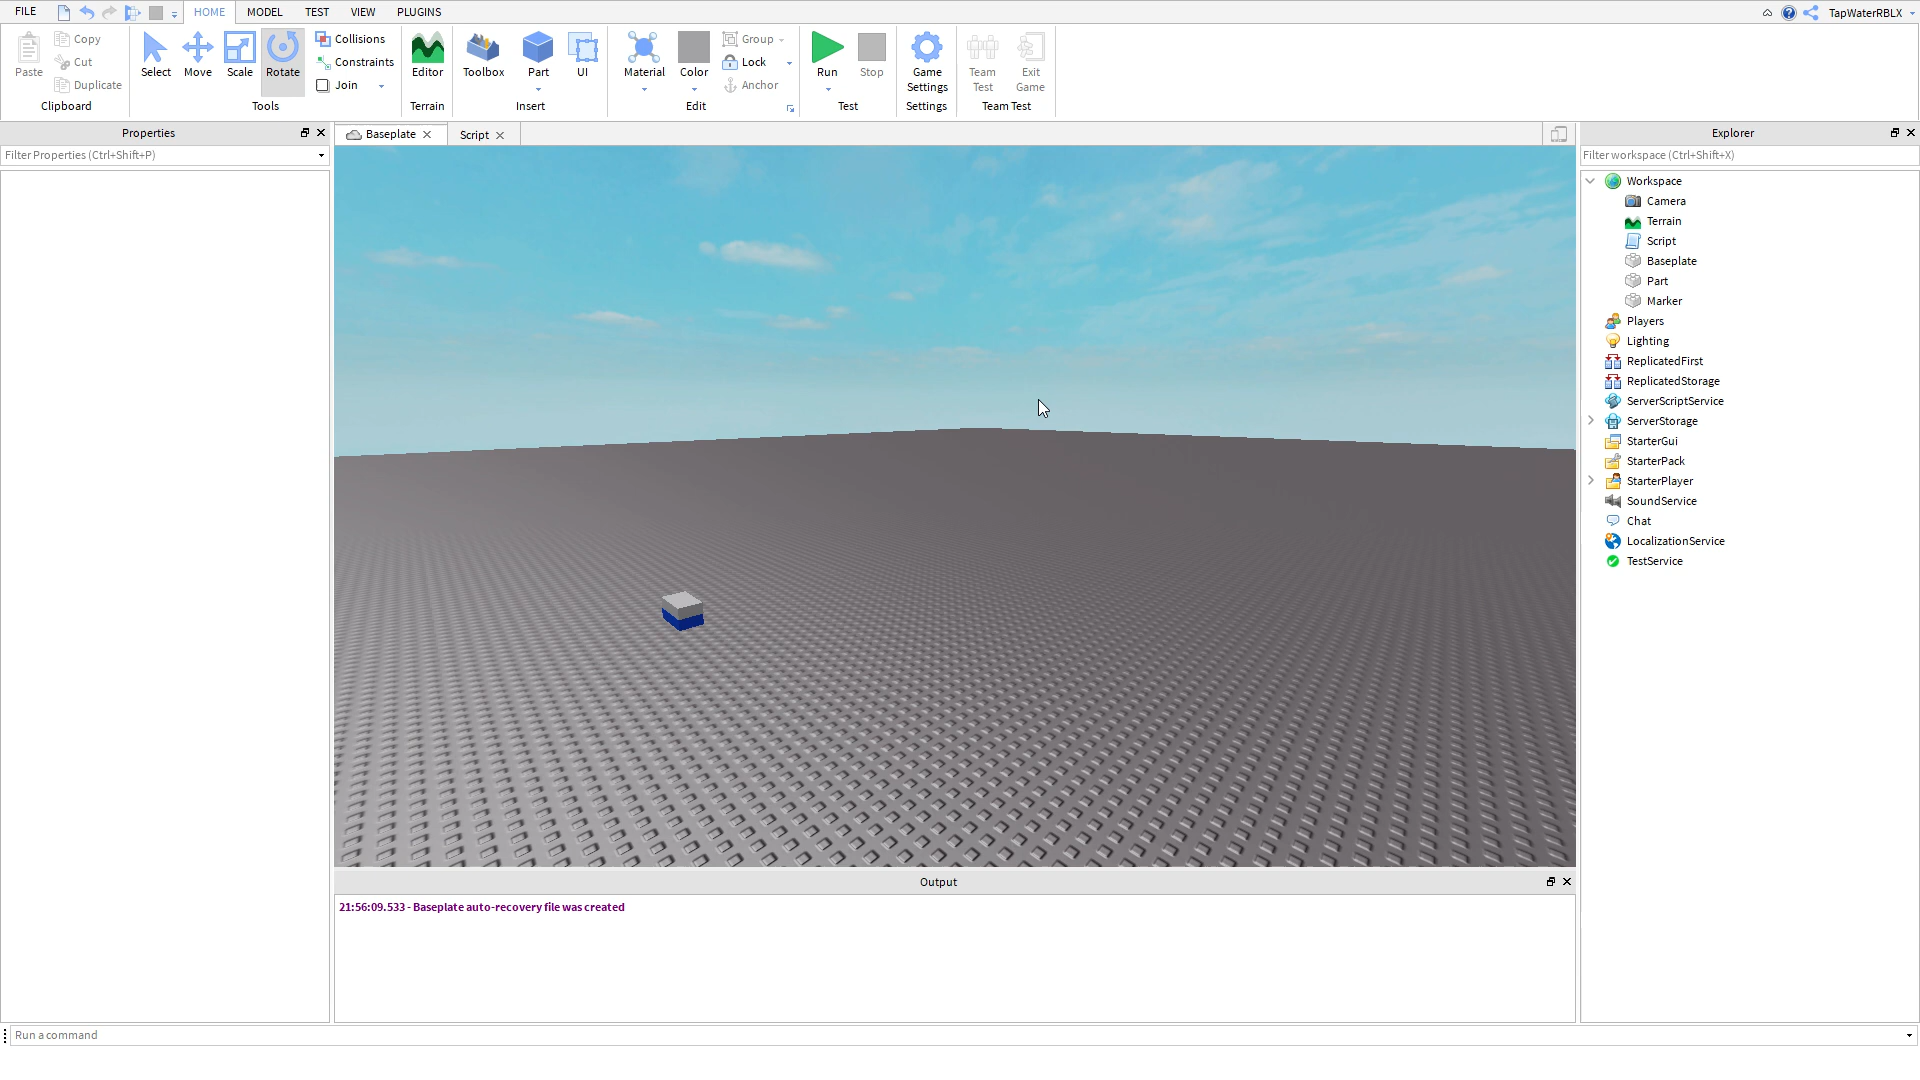 FILE HOME MODEL TEST VIEW PLUGINS TapWaterRBLX
Paste Copy Cut Duplicate Clipboard
Select Move Scale Rotate Collisions Constraints Join Tools
Editor Terrain
Toolbox Part UI Insert
Material Color Group Lock Anchor Edit
Run Stop Test
Game Settings Settings
Team Test Exit Game Team Test
Properties
Filter Properties (Ctrl+Shift+P)
Baseplate Script
Explorer
Filter workspace (Ctrl+Shift+X)
Workspace
Camera
Terrain
Script
Baseplate
Part
Marker
Players
Lighting
ReplicatedFirst
ReplicatedStorage
ServerScriptService
ServerStorage
StarterGui
StarterPack
StarterPlayer
SoundService
Chat
LocalizationService
TestService
Output
21:56:09.533 - Baseplate auto-recovery file was created
Run a command